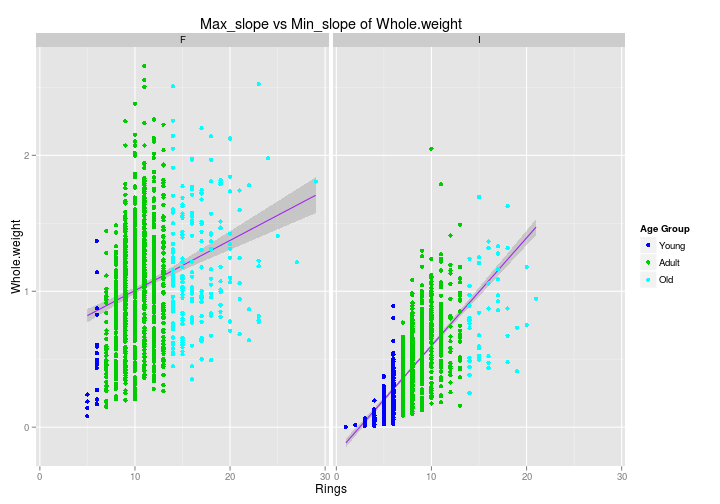 Max_slope vs Min_slope of Whole.weight
F
I
Whole.weight
2
1
0
0
10
20
30
0
10
20
30
Rings
Age Group
Young
Adult
Old